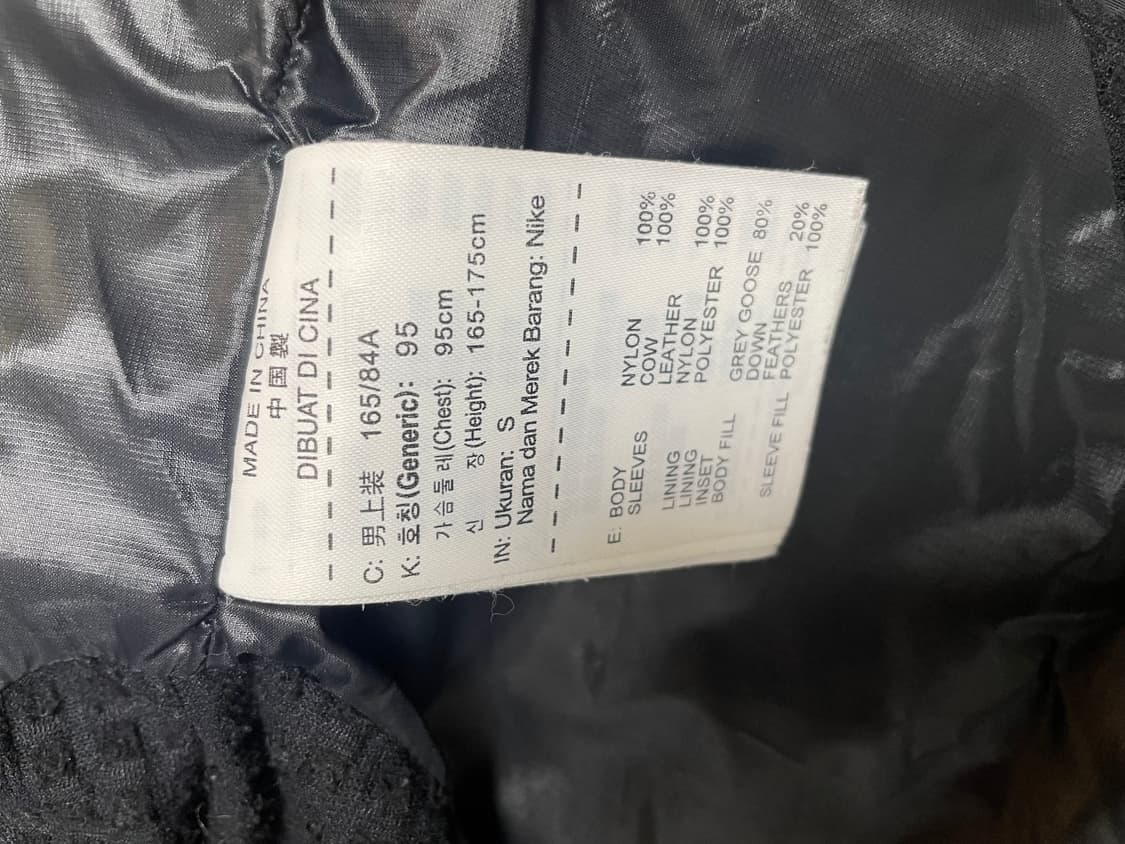 MADE IN CHINA
中 国 製
DIBUAT DI CINA
C: 男上装 165/84A
K: 호칭(Generic): 95
가슴둘레(Chest): 95cm
신 장(Height): 165-175cm
IN: Ukuran: S
Nama dan Merek Barang: Nike
E: BODY NYLON 100%
SLEEVES COW 100%
LEATHER
LINING NYLON 100%
LINING POLYESTER 100%
INSET
BODY FILL GREY GOOSE 80%
DOWN
FEATHERS 20%
SLEEVE FILL POLYESTER 100%